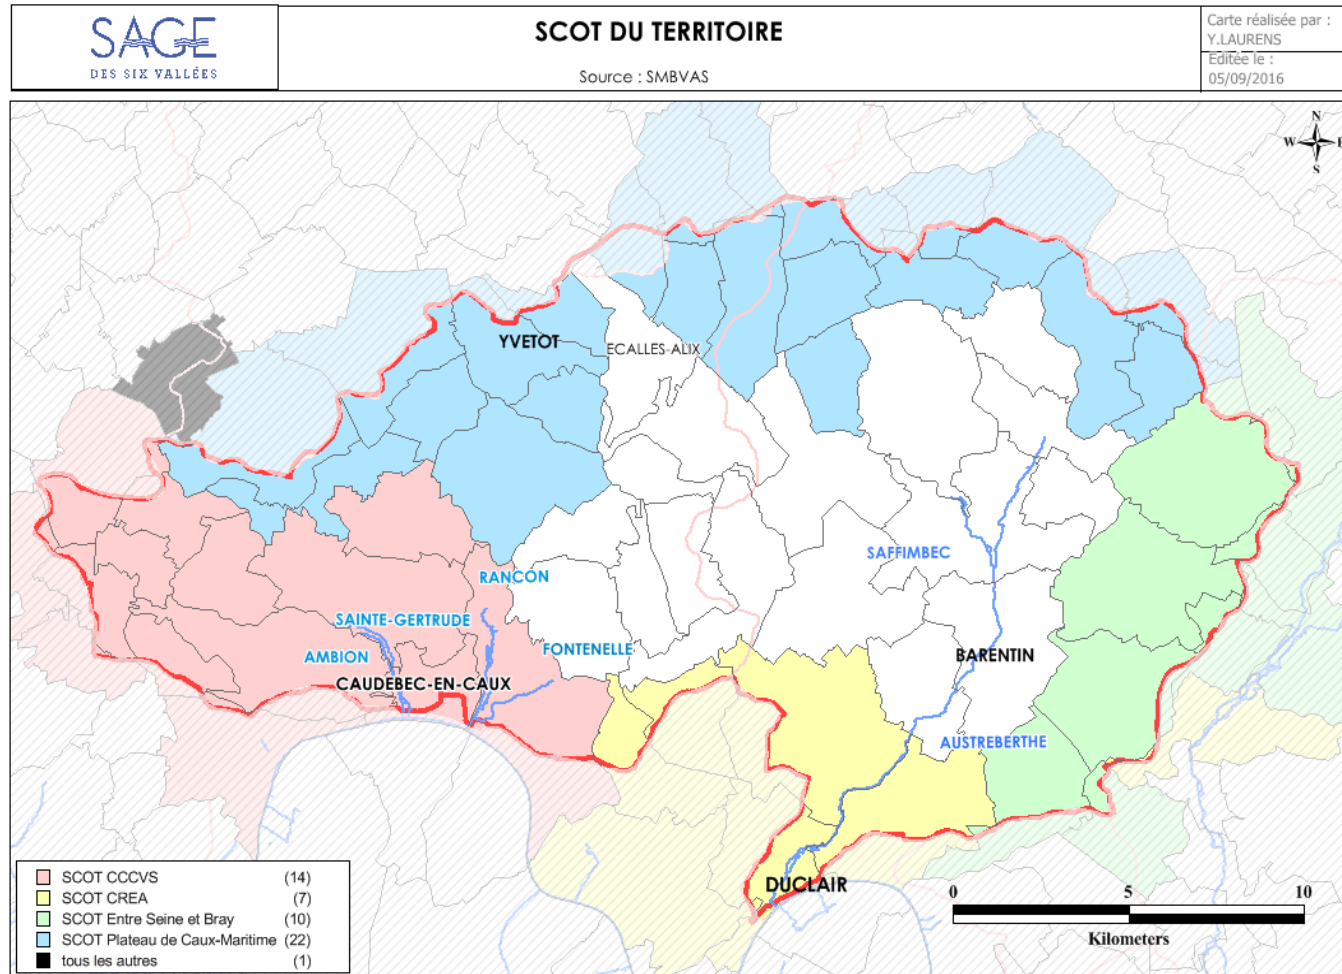 SAGE
DES SIX VALLÉES
SCOT DU TERRITOIRE
Source : SMBVAS
Carte réalisée par :
Y.LAURENS
Editée le :
05/09/2016
N
W E
S
YVETOT
ECALLES-ALIX
SAFFIMBEC
RANCON
SAINTE-GERTRUDE
FONTENELLE
AMBION
BARENTIN
CAUDEBEC-EN-CAUX
AUSTREBERTHE
DUCLAIR
SCOT CCCVS (14)
SCOT CREA (7)
SCOT Entre Seine et Bray (10)
SCOT Plateau de Caux-Maritime (22)
tous les autres (1)
0 5 10
Kilometers